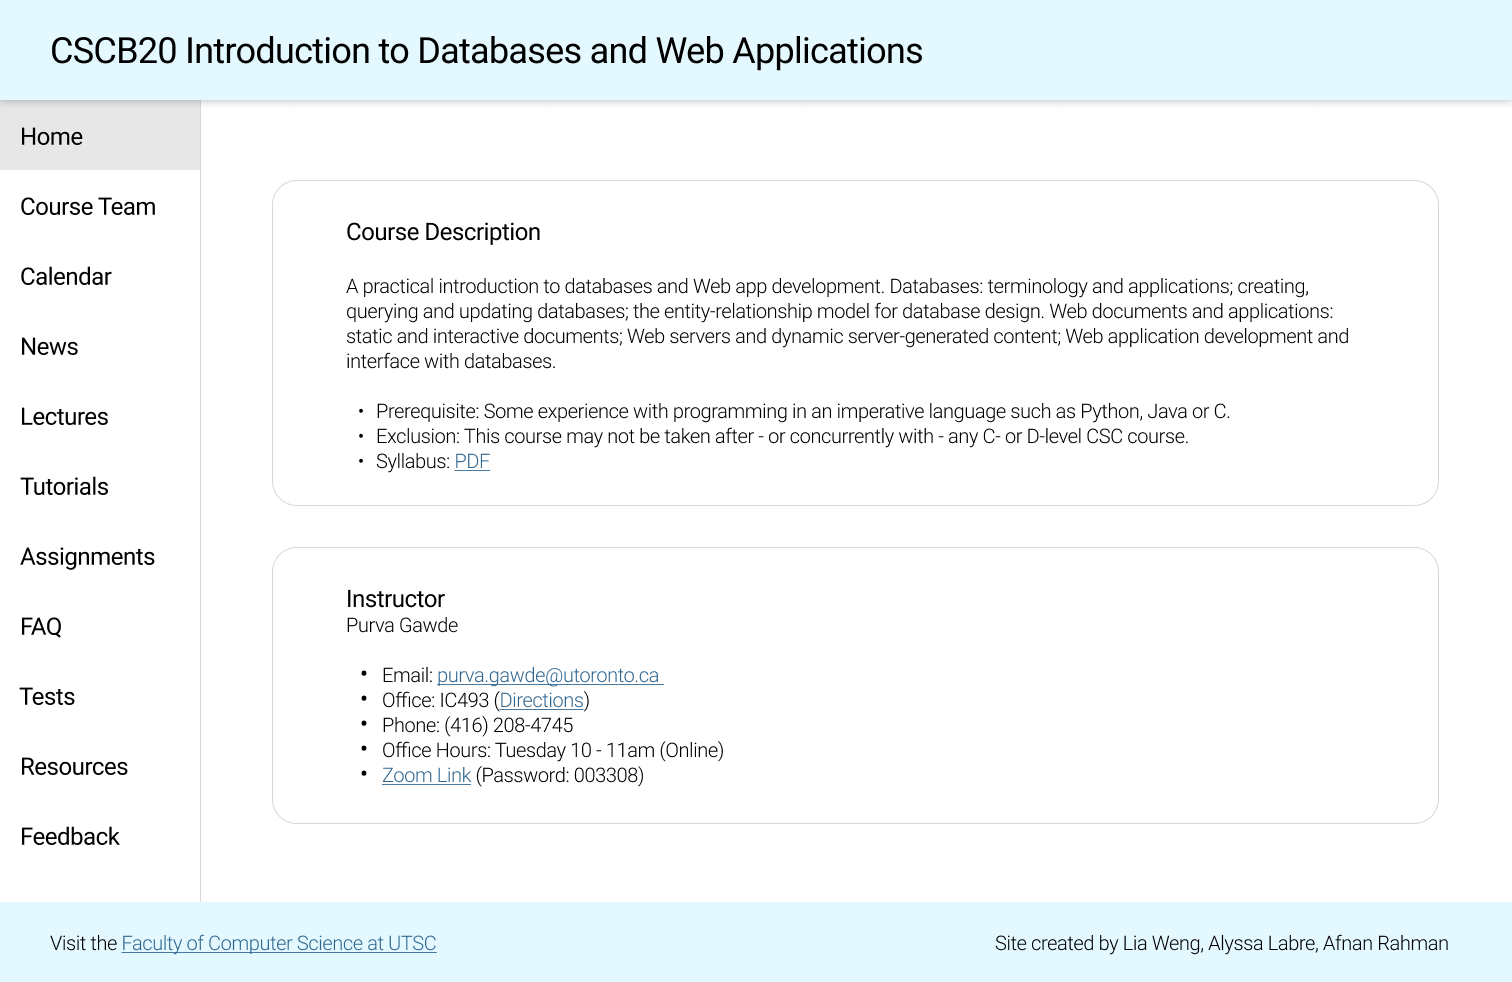 CSCB20 Introduction to Databases and Web Applications
Home
Course Team
Calendar
News
Lectures
Tutorials
Assignments
FAQ
Tests
Resources
Feedback
Course Description
A practical introduction to databases and Web app development. Databases: terminology and applications; creating,
querying and updating databases; the entity-relationship model for database design. Web documents and applications:
static and interactive documents; Web servers and dynamic server-generated content; Web application development and
interface with databases.
• Prerequisite: Some experience with programming in an imperative language such as Python, Java or C.
• Exclusion: This course may not be taken after - or concurrently with - any C- or D-level CSC course.
• Syllabus: PDF
Instructor
Purva Gawde
• Email: purva.gawde@utoronto.ca
• Office: IC493 (Directions)
• Phone: (416) 208-4745
• Office Hours: Tuesday 10 - 11am (Online)
• Zoom Link (Password: 003308)
Visit the Faculty of Computer Science at UTSC
Site created by Lia Weng, Alyssa Labre, Afnan Rahman